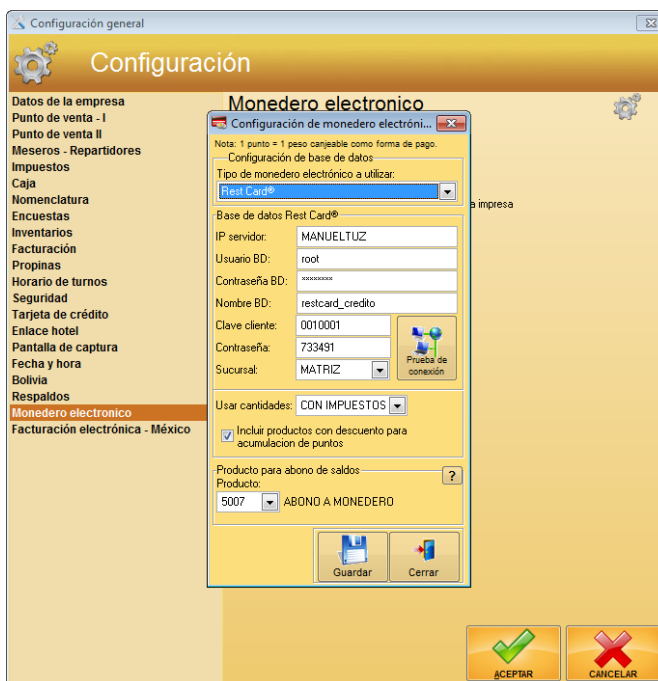 Configuración general
Configuración
Datos de la empresa
Punto de venta - I
Punto de venta II
Meseros - Repartidores
Impuestos
Caja
Nomenclatura
Encuestas
Inventarios
Facturación
Propinas
Horario de turnos
Seguridad
Tarjeta de crédito
Enlace hotel
Pantalla de captura
Fecha y hora
Bolivia
Respaldos
Monedero electronico
Facturación electrónica - México
Monedero electronico
a impresa
Configuración de monedero electróni...
Nota: 1 punto = 1 peso canjeable como forma de pago.
Configuración de base de datos
Tipo de monedero electrónico a utilizar:
Rest Card®
Base de datos Rest Card®
IP servidor: MANUELTUZ
Usuario BD: root
Contraseña BD: ××××××××
Nombre BD: restcard_credito
Clave cliente: 0010001
Contraseña: 733491
Sucursal: MATRIZ
Prueba de
conexión
Usar cantidades: CON IMPUESTOS
Incluir productos con descuento para
acumulacion de puntos
Producto para abono de saldos
?
Producto:
5007 ABONO A MONEDERO
Guardar Cerrar
ACEPTAR CANCELAR